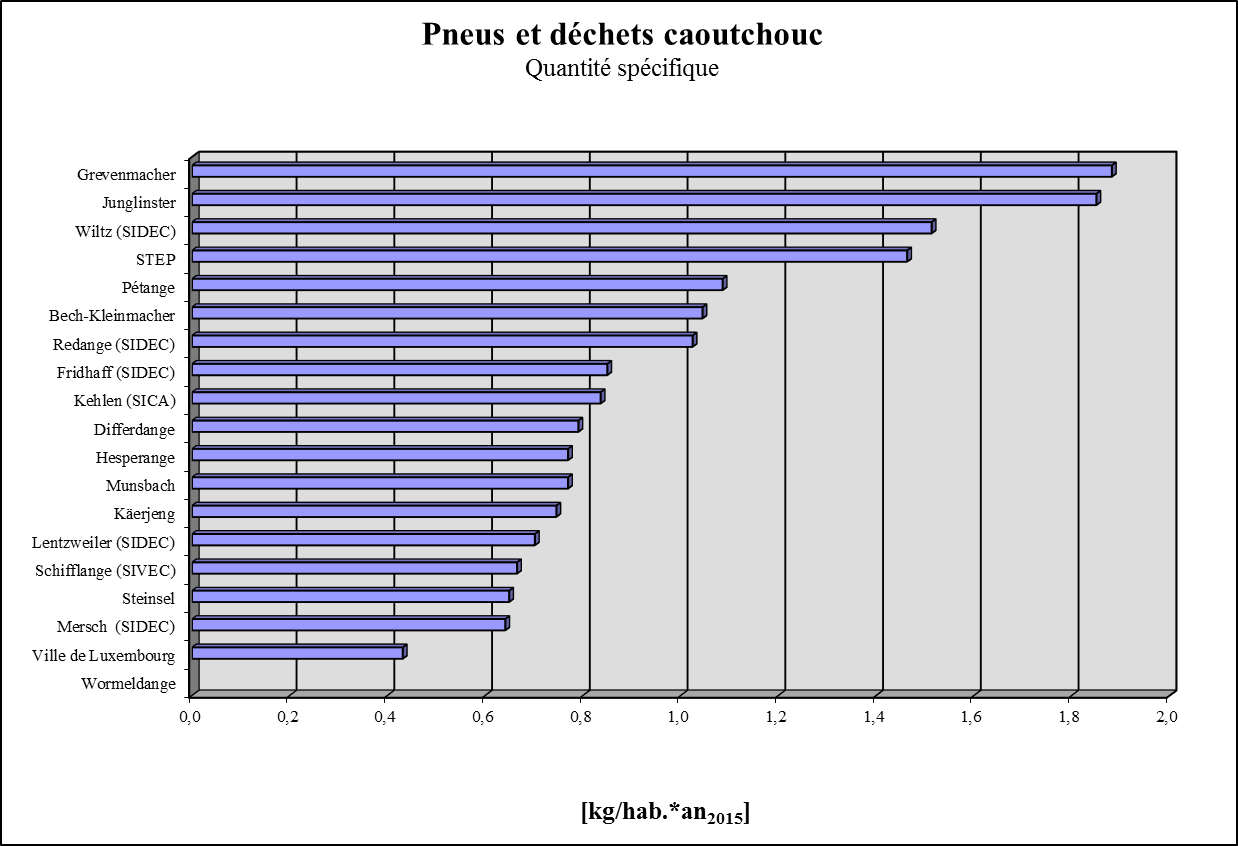 Pneus et déchets caoutchouc
Quantité spécifique
Grevenmacher
Junglinster
Wiltz (SIDEC)
STEP
Pétange
Bech-Kleinmacher
Redange (SIDEC)
Fridhaff (SIDEC)
Kehlen (SICA)
Differdange
Hesperange
Munsbach
Käerjeng
Lentzweiler (SIDEC)
Schifflange (SIVEC)
Steinsel
Mersch (SIDEC)
Ville de Luxembourg
Wormeldange
0,0 0,2 0,4 0,6 0,8 1,0 1,2 1,4 1,6 1,8 2,0
[kg/hab.*an2015]